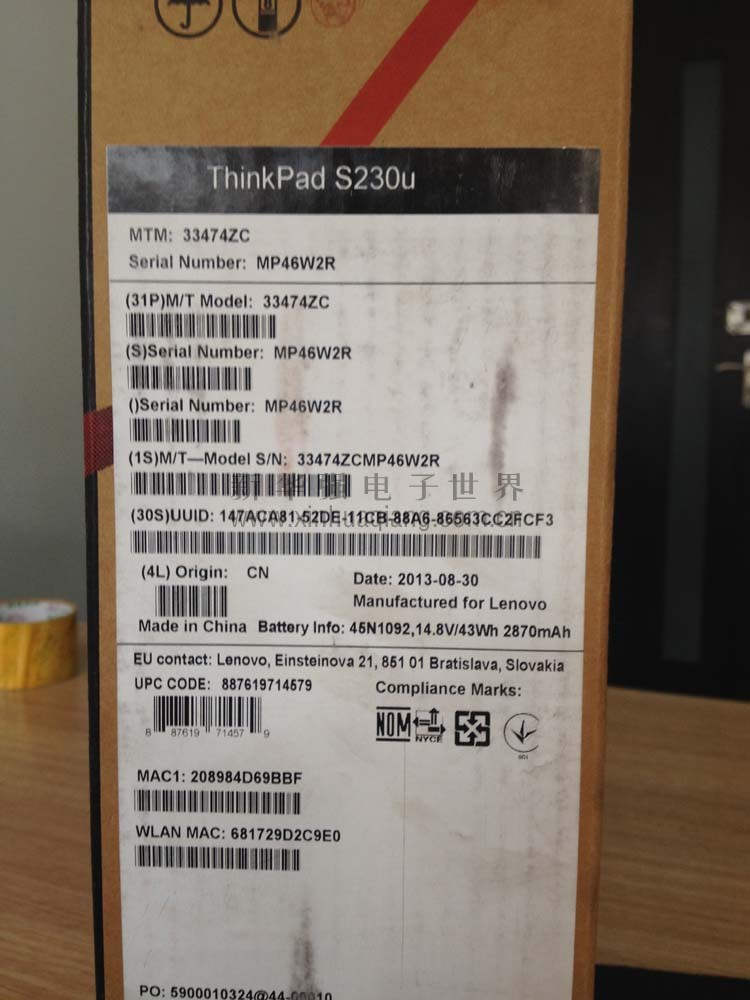 ThinkPad S230u
MTM: 33474ZC
Serial Number: MP46W2R
(31P)M/T Model: 33474ZC
(S)Serial Number: MP46W2R
()Serial Number: MP46W2R
(1S)M/T—Model S/N: 33474ZCMP46W2R
电子世界
(30S)UUID: 147ACA81-52DE-11CB-88A6-86563CC2FCF3
(4L) Origin: CN
Date: 2013-08-30
Manufactured for Lenovo
Made in China Battery Info: 45N1092,14.8V/43Wh 2870mAh
EU contact: Lenovo, Einsteinova 21, 851 01 Bratislava, Slovakia
UPC CODE: 887619714579
Compliance Marks:
8 87619 71457 9
NOM NYCE
MAC1: 208984D69BBF
WLAN MAC: 681729D2C9E0
PO: 5900010324@44-00010